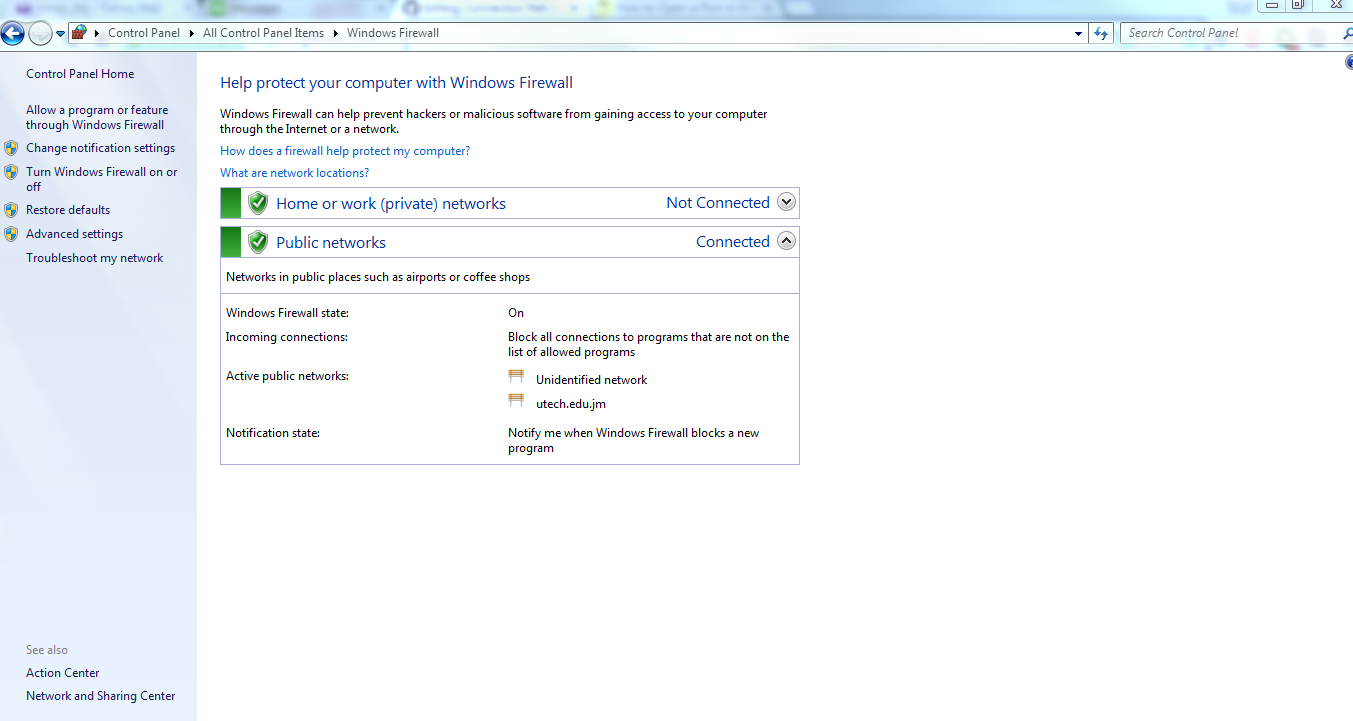 Control Panel
All Control Panel Items
Windows Firewall
Search Control Panel
Control Panel Home
Allow a program or feature
through Windows Firewall
Change notification settings
Turn Windows Firewall on or
off
Restore defaults
Advanced settings
Troubleshoot my network
See also
Action Center
Network and Sharing Center
Help protect your computer with Windows Firewall
Windows Firewall can help prevent hackers or malicious software from gaining access to your computer
through the Internet or a network.
How does a firewall help protect my computer?
What are network locations?
Home or work (private) networks
Not Connected
Public networks
Connected
Networks in public places such as airports or coffee shops
Windows Firewall state:
On
Incoming connections:
Block all connections to programs that are not on the
list of allowed programs
Active public networks:
Unidentified network
utech.edu.jm
Notification state:
Notify me when Windows Firewall blocks a new
program